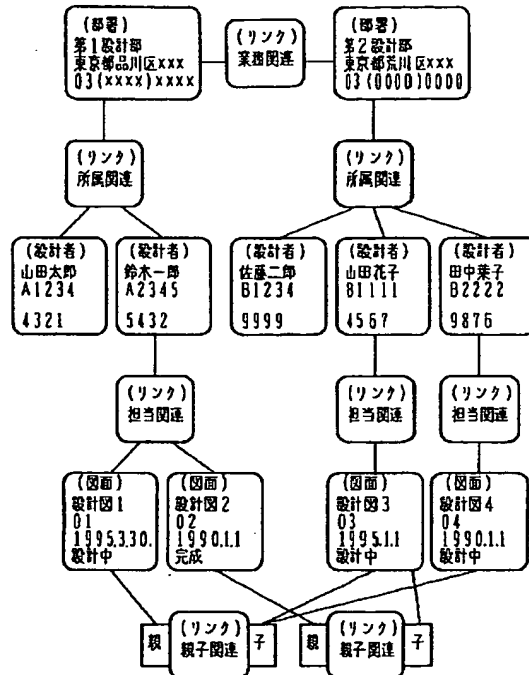 (部署)
第1設計部
東京都品川区xxx
03(xxxx)xxxx
(リンク)
業務関連
(部署)
第2設計部
東京都荒川区xxx
03(0000)0000
(リンク)
所属関連
(リンク)
所属関連
(設計者)
山田太郎
A1234
4321
(設計者)
鈴木一郎
A2345
5432
(設計者)
佐藤二郎
B1234
9999
(設計者)
山田花子
B1111
4567
(設計者)
田中葉子
B2222
9876
(リンク)
担当関連
(リンク)
担当関連
(リンク)
担当関連
(図面)
設計図1
01
1995.3.30.
設計中
(図面)
設計図2
02
1990.1.1
完成
(図面)
設計図3
03
1995.1.1
設計中
(図面)
設計図4
04
1990.1.1
設計中
親
(リンク)
親子関連
子
親
(リンク)
親子関連
子